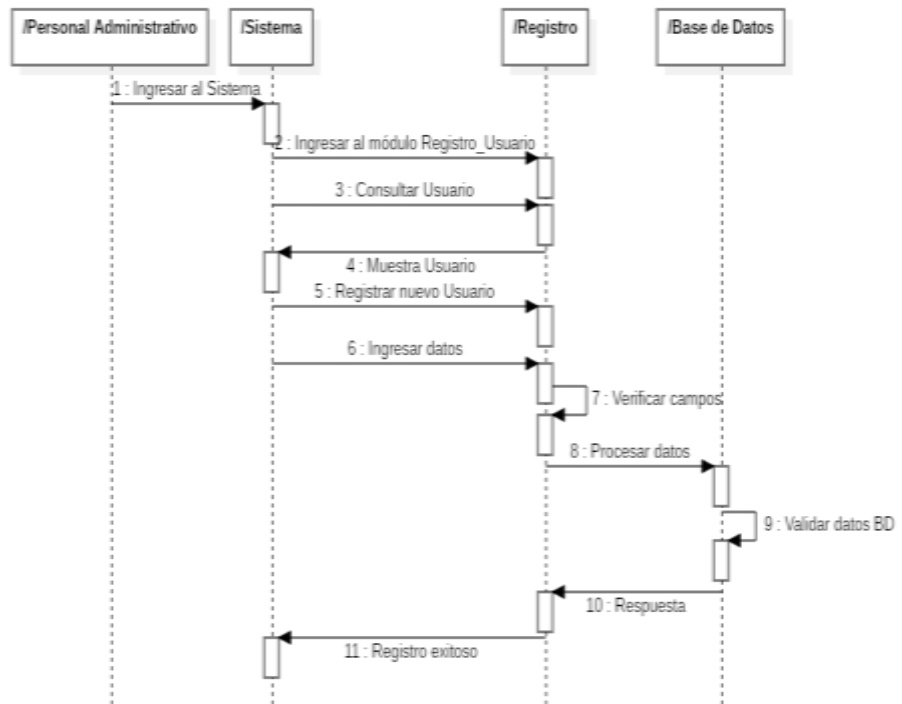 /Personal Administrativo
/Sistema
/Registro
/Base de Datos
1 : Ingresar al Sistema
2 : Ingresar al módulo Registro_Usuario
3 : Consultar Usuario
4 : Muestra Usuario
5 : Registrar nuevo Usuario
6 : Ingresar datos
7 : Verificar campos
8 : Procesar datos
9 : Validar datos BD
10 : Respuesta
11 : Registro exitoso